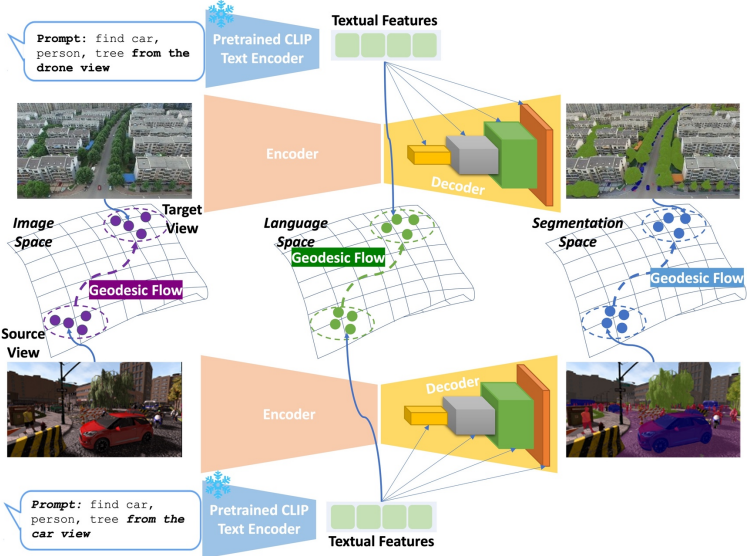 Textual Features
Prompt: find car,
person, tree from the
drone view
Pretrained CLIP
Text Encoder
Encoder
Decoder
Target
View
Image
Space
Geodesic Flow
Language
Space
Geodesic Flow
Segmentation
Space
Geodesic Flow
Source
View
Decoder
Encoder
Prompt: find car,
person, tree from the
car view
Pretrained CLIP
Text Encoder
Textual Features